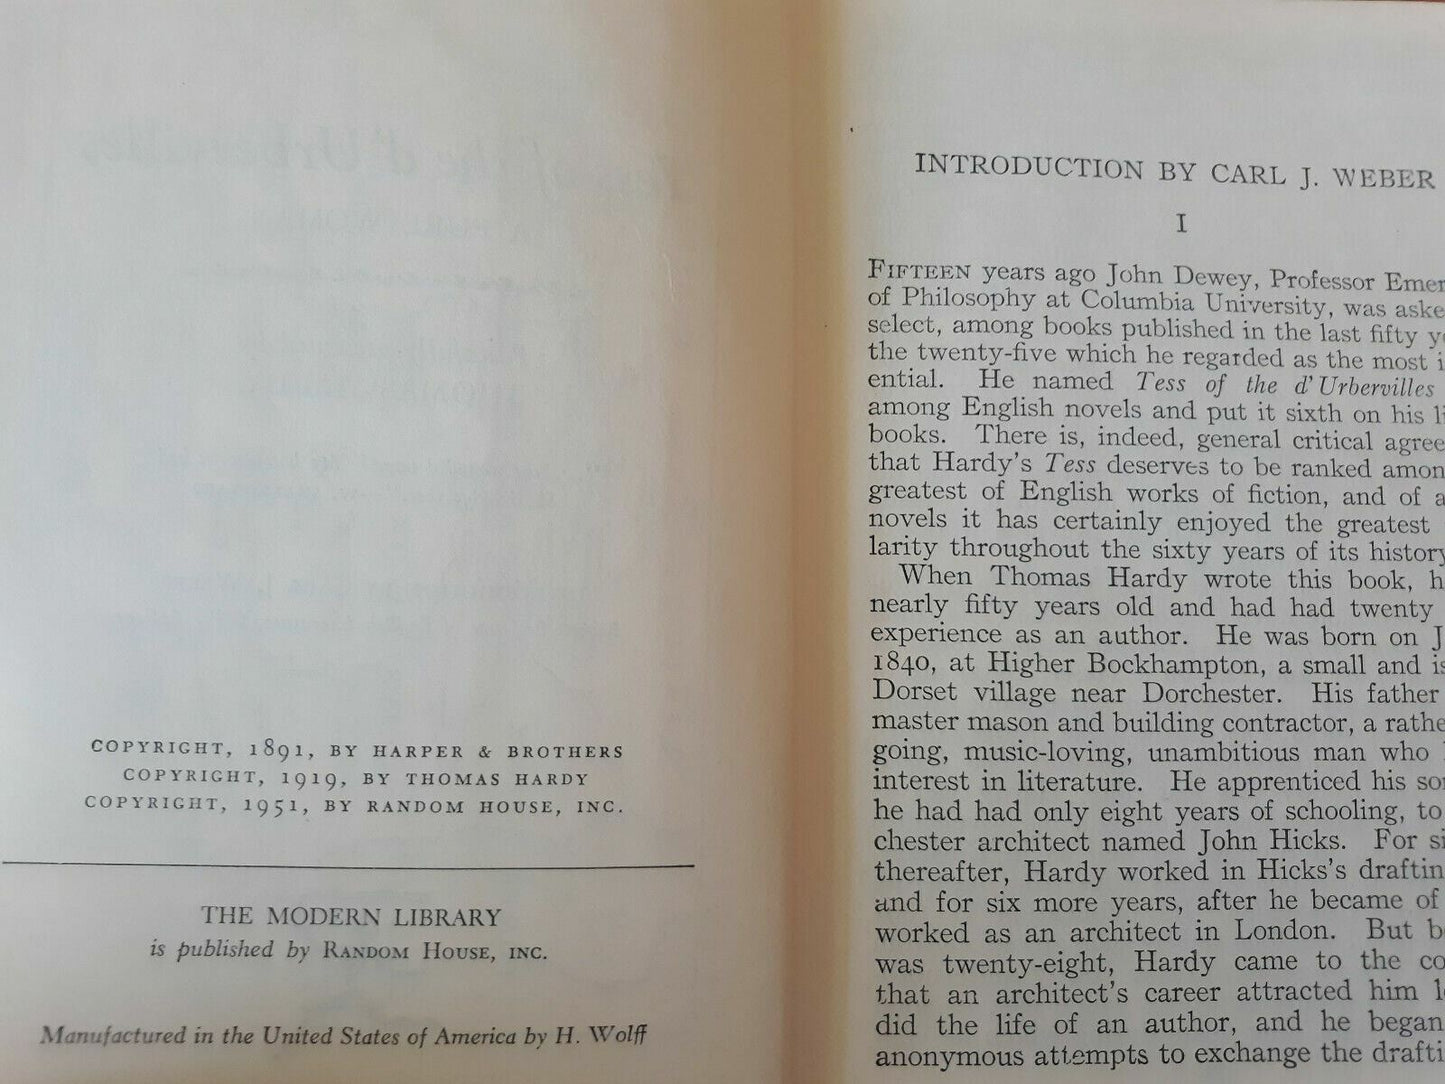 COPYRIGHT, 1891, BY HARPER & BROTHERS
COPYRIGHT, 1919, BY THOMAS HARDY
COPYRIGHT, 1951, BY RANDOM HOUSE, INC.
THE MODERN LIBRARY
is published by RANDOM HOUSE, INC.
Manufactured in the United States of America by H. Wolff
INTRODUCTION BY CARL J. WEBER
I
FIFTEEN years ago John Dewey, Professor Emer
of Philosophy at Columbia University, was aske
select, among books published in the last fifty ye
the twenty-five which he regarded as the most i
ential. He named Tess of the d'Urbervilles
among English novels and put it sixth on his li
books. There is, indeed, general critical agree
that Hardy's Tess deserves to be ranked amon
greatest of English works of fiction, and of a
novels it has certainly enjoyed the greatest
larity throughout the sixty years of its history
When Thomas Hardy wrote this book, h
nearly fifty years old and had had twenty
experience as an author. He was born on J
1840, at Higher Bockhampton, a small and is
Dorset village near Dorchester. His father
master mason and building contractor, a rathe
going, music-loving, unambitious man who
interest in literature. He apprenticed his so
he had had only eight years of schooling, to
chester architect named John Hicks. For si
thereafter, Hardy worked in Hicks's draftin
and for six more years, after he became of
worked as an architect in London. But b
was twenty-eight, Hardy came to the co
that an architect's career attracted him l
did the life of an author, and he began
anonymous attempts to exchange the drafti